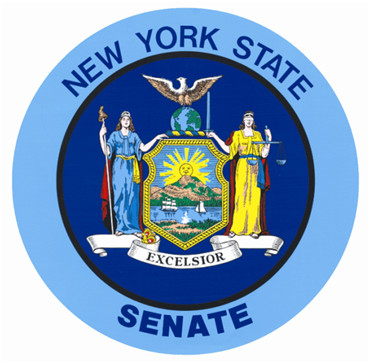 NEW YORK STATE
EXCELSIOR
SENATE